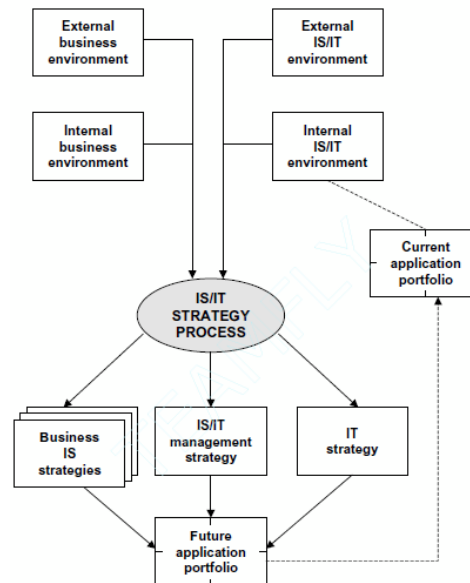 External
business
environment
External
IS/IT
environment
Internal
business
environment
Internal
IS/IT
environment
Current
application
portfolio
IS/IT
STRATEGY
PROCESS
TEAMFLY
Business
IS
strategies
IS/IT
management
strategy
IT
strategy
Future
application
portfolio